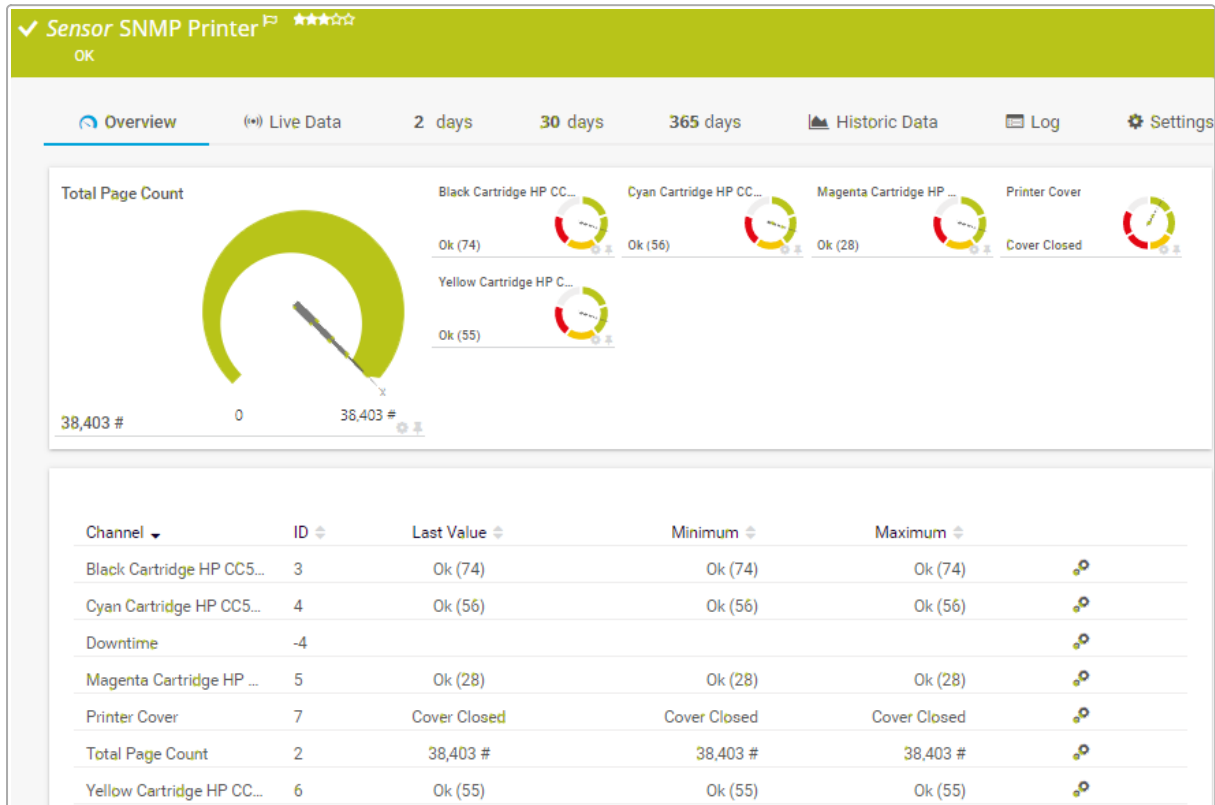 Sensor SNMP Printer
OK
Overview Live Data 2 days 30 days 365 days Historic Data Log Settings
Total Page Count
38,403 #
0
38,403 #
Black Cartridge HP CC...
Ok (74)
Cyan Cartridge HP CC...
Ok (56)
Magenta Cartridge HP ...
Ok (28)
Printer Cover
Cover Closed
Yellow Cartridge HP C...
Ok (55)
Channel ID Last Value Minimum Maximum
Black Cartridge HP CC5... 3 Ok (74) Ok (74) Ok (74)
Cyan Cartridge HP CC5... 4 Ok (56) Ok (56) Ok (56)
Downtime -4
Magenta Cartridge HP ... 5 Ok (28) Ok (28) Ok (28)
Printer Cover 7 Cover Closed Cover Closed Cover Closed
Total Page Count 2 38,403 # 38,403 # 38,403 #
Yellow Cartridge HP CC... 6 Ok (55) Ok (55) Ok (55)